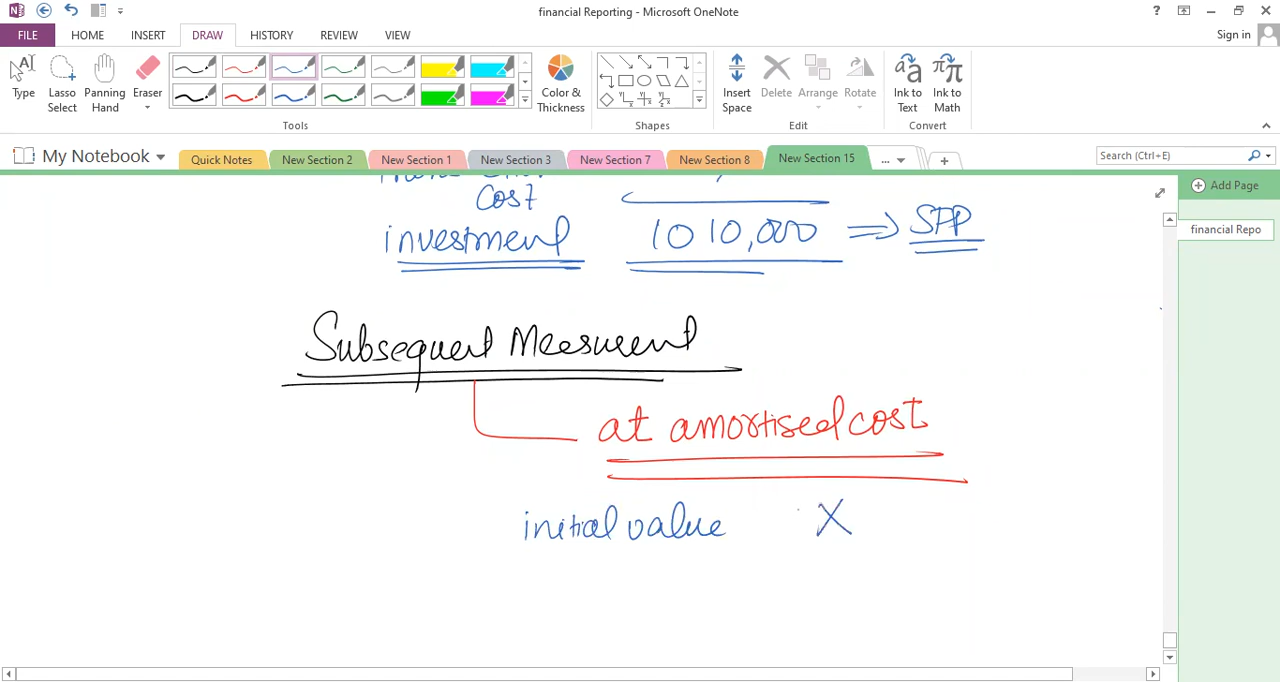 financial Reporting - Microsoft OneNote
? 
Sign in
FILE HOME INSERT DRAW HISTORY REVIEW VIEW
Type
Lasso Select
Panning Hand
Eraser
Color & Thickness
Insert Space
Delete
Arrange
Rotate
Ink to Text
Ink to Math
Tools Shapes Edit Convert
My Notebook Quick Notes New Section 2 New Section 1 New Section 3 New Section 7 New Section 8 New Section 15 ... +
Search (Ctrl+E)
Add Page
financial Repo
Cost
investment 1010,000 => SFP
Subsequent Mesurent
at amortised cost
initial value X